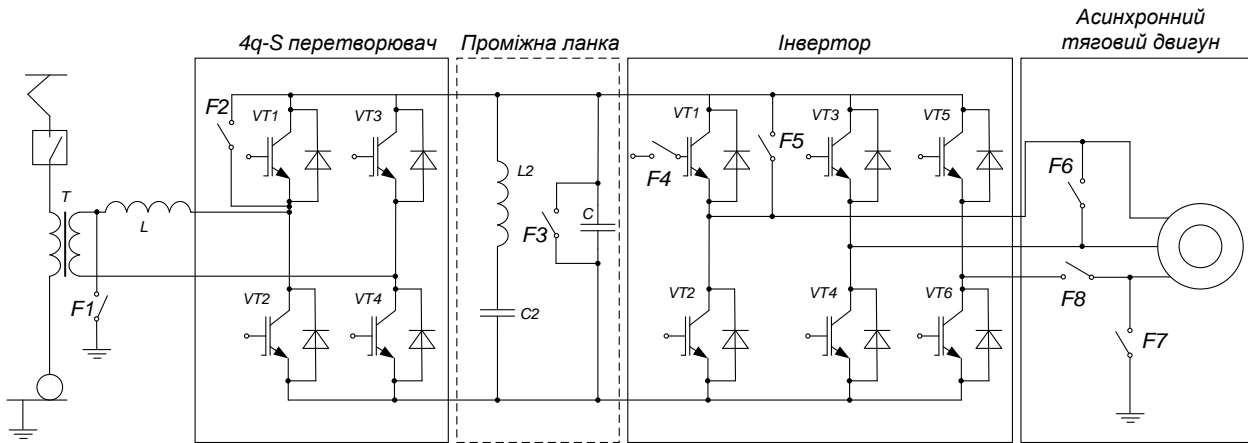 4q-S перетворювач
Проміжна ланка
Інвертор
Асинхронний
тяговий двигун
F2
VT1
VT3
VT1
VT3
VT5
F5
F4
F6
L2
T
L
F3
C
F1
F8
VT2
VT4
C2
VT2
VT4
VT6
F7